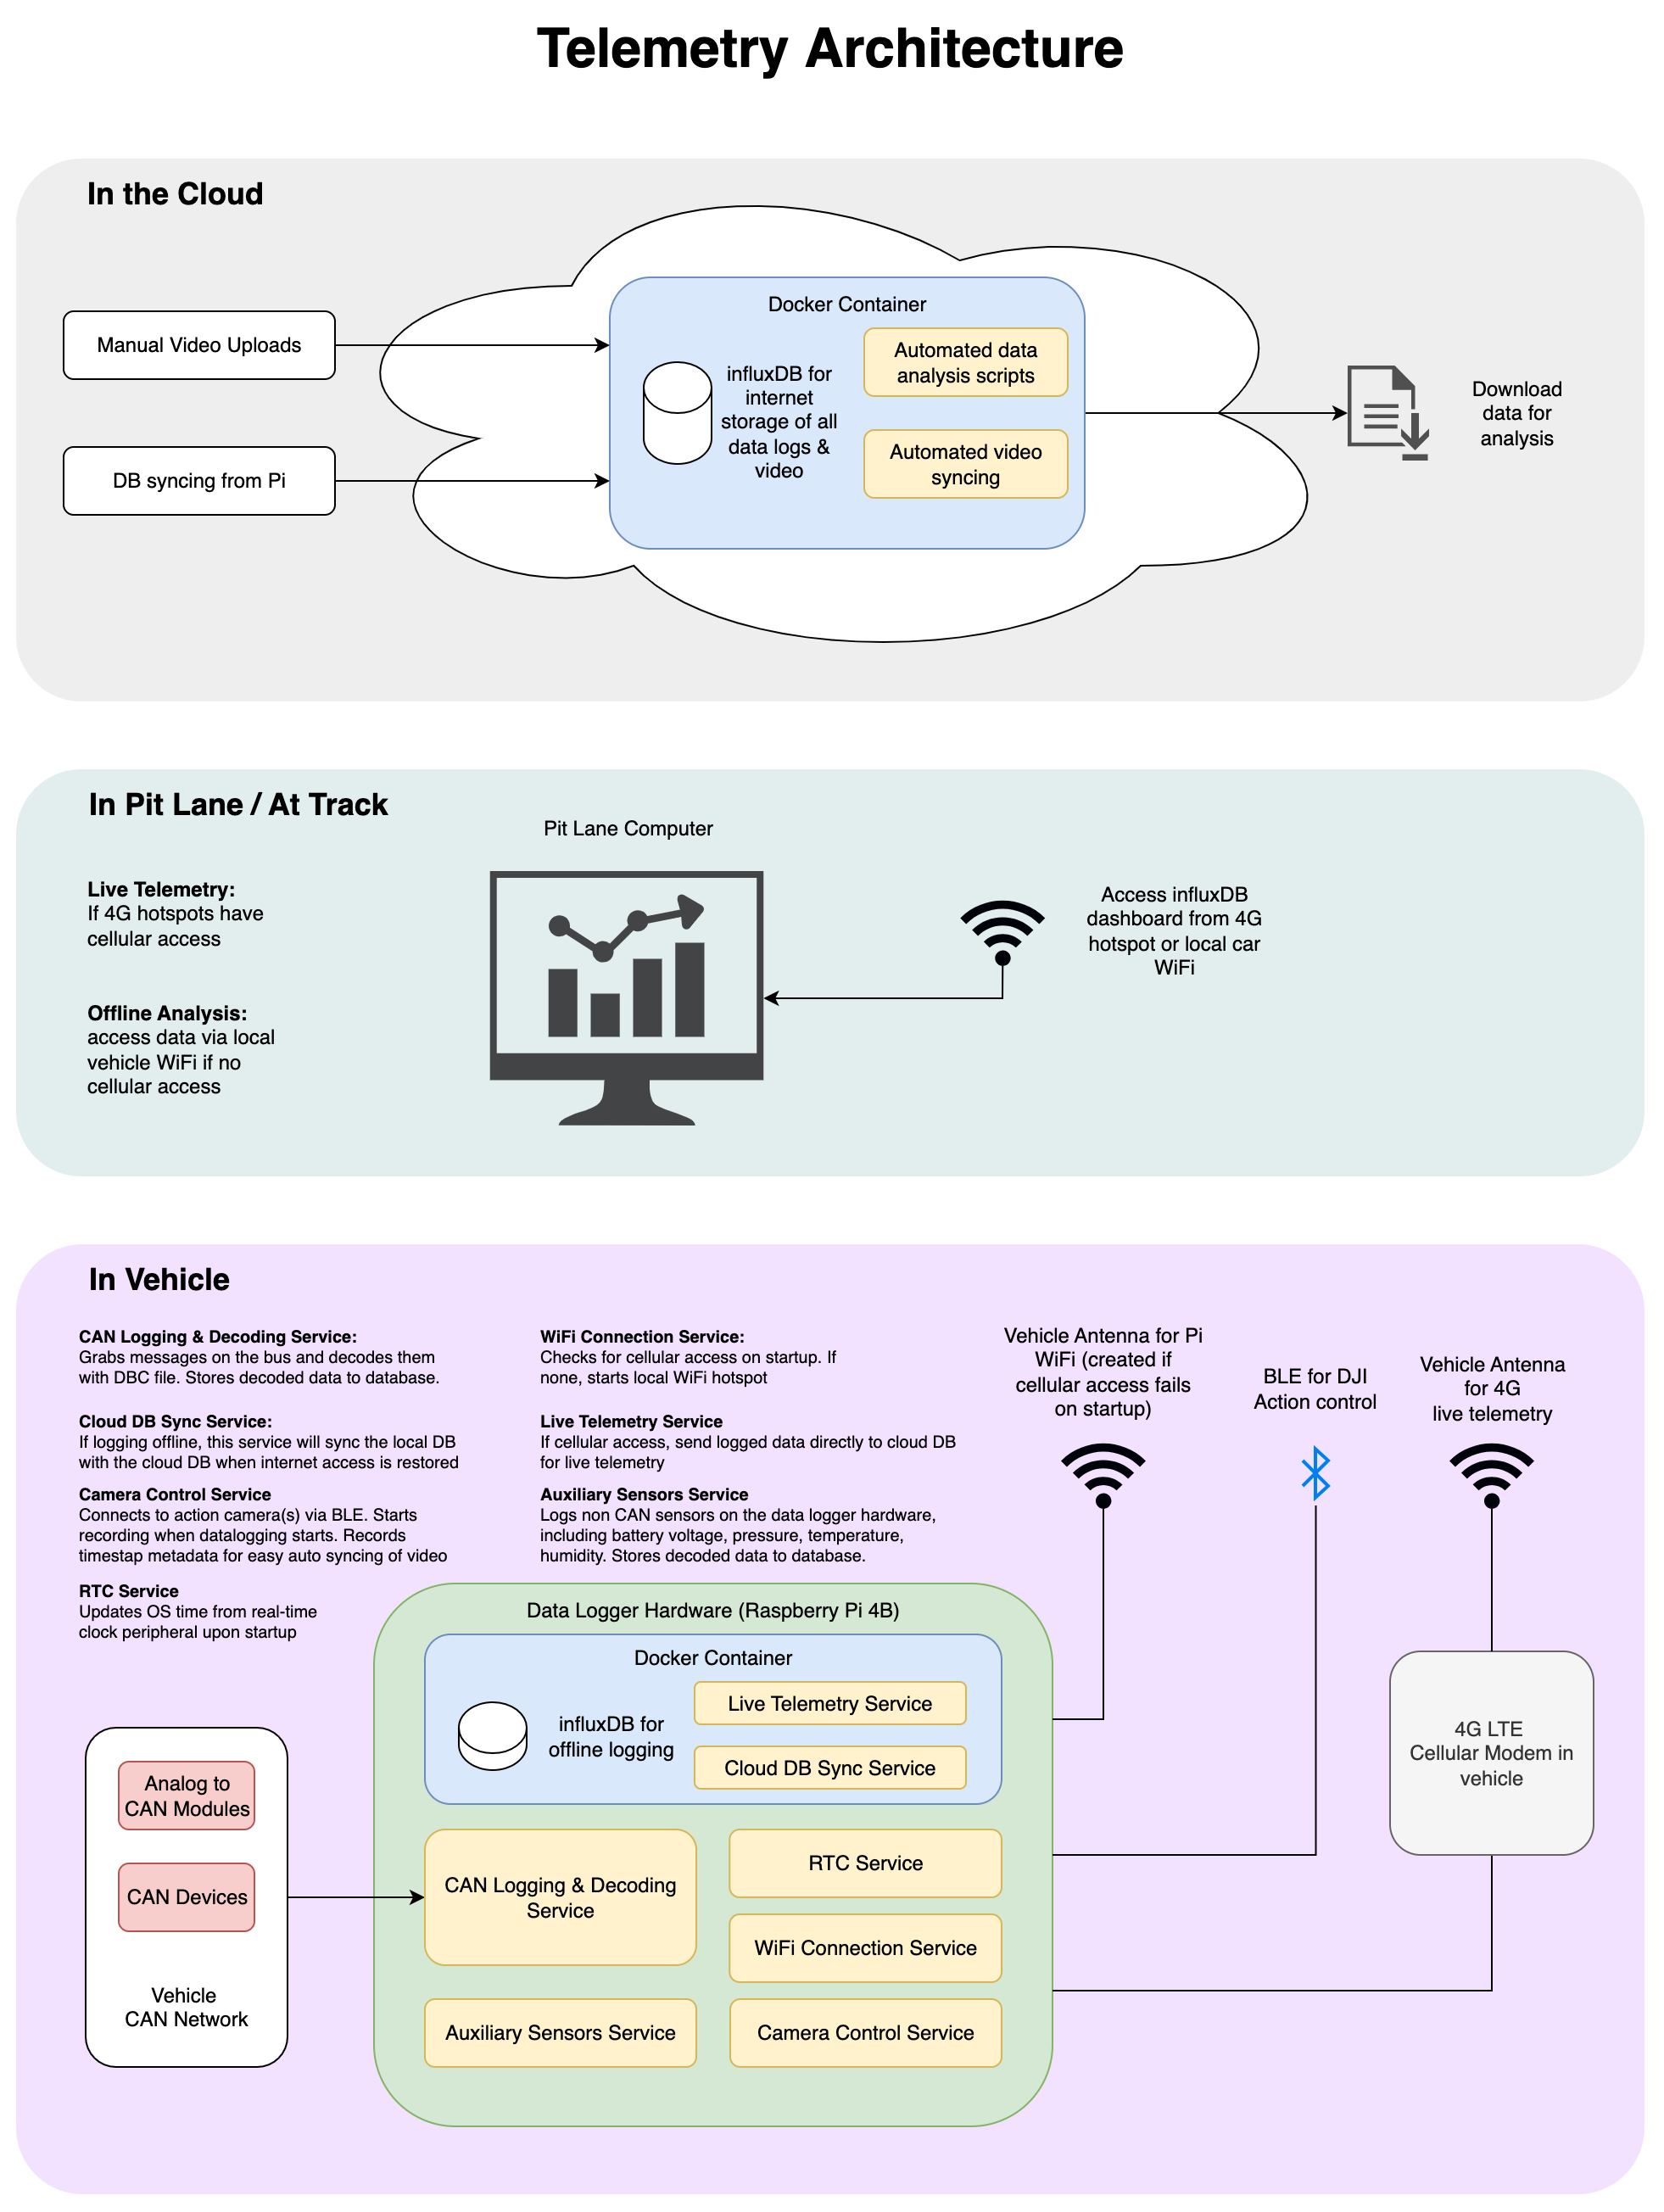 Telemetry Architecture
In the Cloud
Manual Video Uploads
DB syncing from Pi
Docker Container
influxDB for
internet
storage of all
data logs &
video
Automated data
analysis scripts
Automated video
syncing
Download
data for
analysis
In Pit Lane / At Track
Pit Lane Computer
Live Telemetry:
If 4G hotspots have
cellular access
Offline Analysis:
access data via local
vehicle WiFi if no
cellular access
Access influxDB
dashboard from 4G
hotspot or local car
WiFi
In Vehicle
CAN Logging & Decoding Service:
Grabs messages on the bus and decodes them
with DBC file. Stores decoded data to database.
Cloud DB Sync Service:
If logging offline, this service will sync the local DB
with the cloud DB when internet access is restored
Camera Control Service
Connects to action camera(s) via BLE. Starts
recording when datalogging starts. Records
timestap metadata for easy auto syncing of video
RTC Service
Updates OS time from real-time
clock peripheral upon startup
WiFi Connection Service:
Checks for cellular access on startup. If
none, starts local WiFi hotspot
Live Telemetry Service
If cellular access, send logged data directly to cloud DB
for live telemetry
Auxiliary Sensors Service
Logs non CAN sensors on the data logger hardware,
including battery voltage, pressure, temperature,
humidity. Stores decoded data to database.
Vehicle Antenna for Pi
WiFi (created if
cellular access fails
on startup)
BLE for DJI
Action control
Vehicle Antenna
for 4G
live telemetry
Data Logger Hardware (Raspberry Pi 4B)
Docker Container
influxDB for
offline logging
Live Telemetry Service
Cloud DB Sync Service
4G LTE
Cellular Modem in
vehicle
Analog to
CAN Modules
CAN Devices
Vehicle
CAN Network
CAN Logging & Decoding
Service
RTC Service
WiFi Connection Service
Auxiliary Sensors Service
Camera Control Service